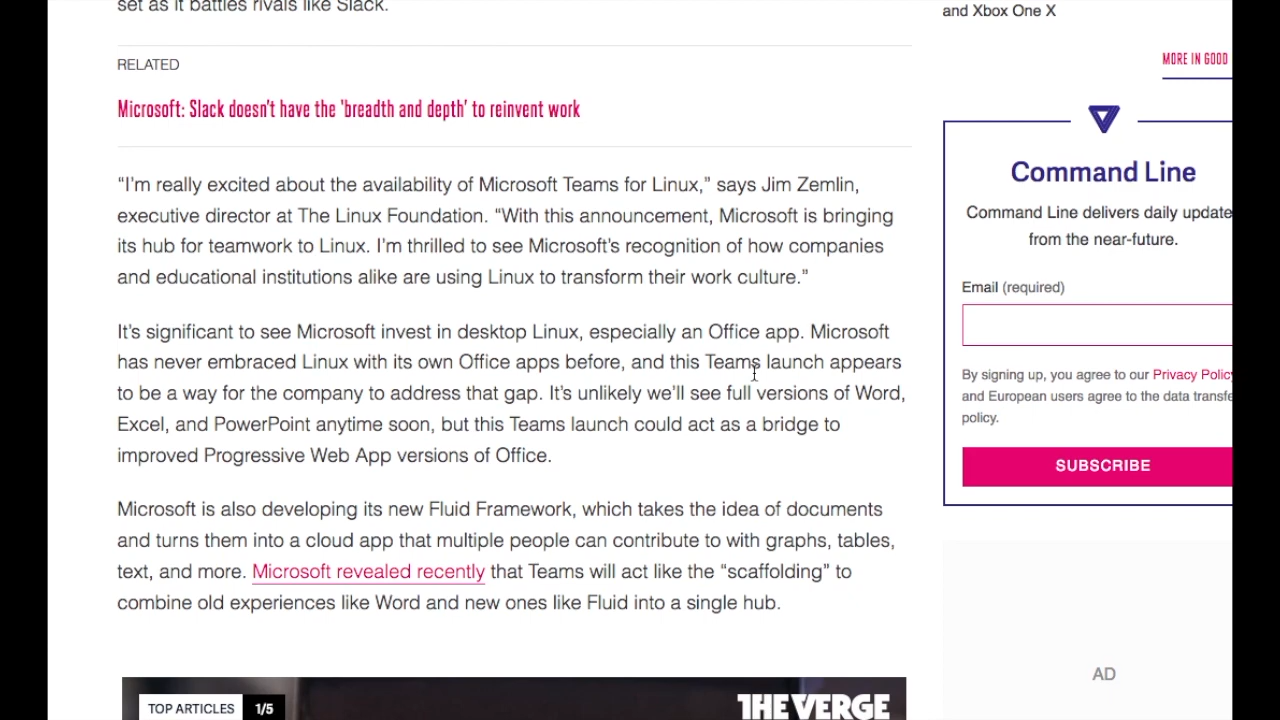 set as it battles rivals like Slack.
RELATED
Microsoft: Slack doesn't have the 'breadth and depth' to reinvent work
“I’m really excited about the availability of Microsoft Teams for Linux,” says Jim Zemlin,
executive director at The Linux Foundation. “With this announcement, Microsoft is bringing
its hub for teamwork to Linux. I’m thrilled to see Microsoft’s recognition of how companies
and educational institutions alike are using Linux to transform their work culture.”
It’s significant to see Microsoft invest in desktop Linux, especially an Office app. Microsoft
has never embraced Linux with its own Office apps before, and this Teams launch appears
to be a way for the company to address that gap. It’s unlikely we’ll see full versions of Word,
Excel, and PowerPoint anytime soon, but this Teams launch could act as a bridge to
improved Progressive Web App versions of Office.
Microsoft is also developing its new Fluid Framework, which takes the idea of documents
and turns them into a cloud app that multiple people can contribute to with graphs, tables,
text, and more. Microsoft revealed recently that Teams will act like the “scaffolding” to
combine old experiences like Word and new ones like Fluid into a single hub.
TOP ARTICLES 1/5
THE VERGE
and Xbox One X
MORE IN GOOD
Command Line
Command Line delivers daily update
from the near-future.
Email (required)
By signing up, you agree to our Privacy Policy
and European users agree to the data transfe
policy.
SUBSCRIBE
AD